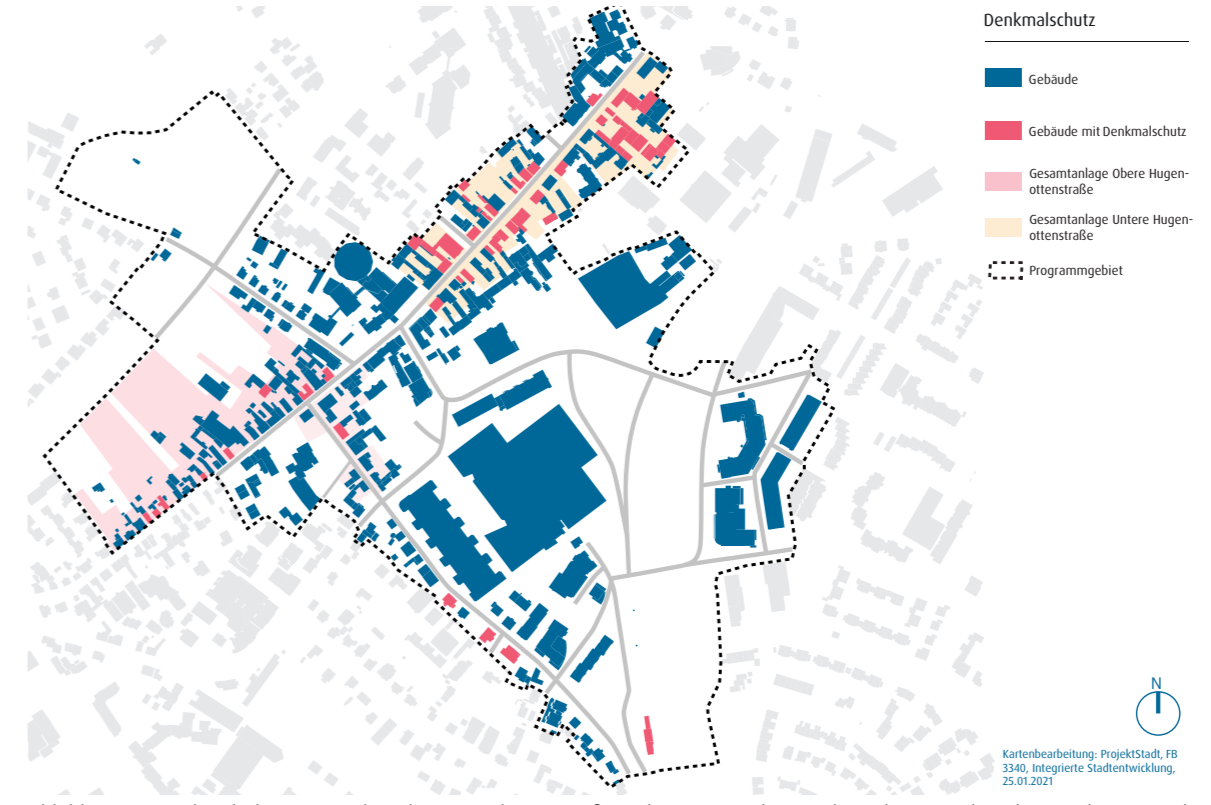 Denkmalschutz
Gebäude
Gebäude mit Denkmalschutz
Gesamtanlage Obere Hugen-
ottenstraße
Gesamtanlage Untere Hugen-
ottenstraße
Programmgebiet
N
Kartenbearbeitung: ProjektStadt, FB
3340, Integrierte Stadtentwicklung,
25.01.2021